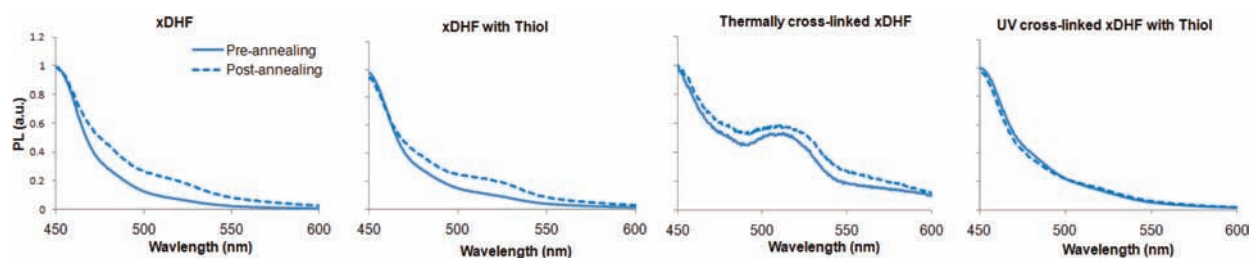 xDHF
xDHF with Thiol
Thermally cross-linked xDHF
UV cross-linked xDHF with Thiol
PL (a.u.)
1.2
1
0.8
0.6
0.4
0.2
0
Pre-annealing
Post-annealing
450 500 550 600
Wavelength (nm)
450 500 550 600
Wavelength (nm)
450 500 550 600
Wavelength (nm)
450 500 550 600
Wavelength (nm)